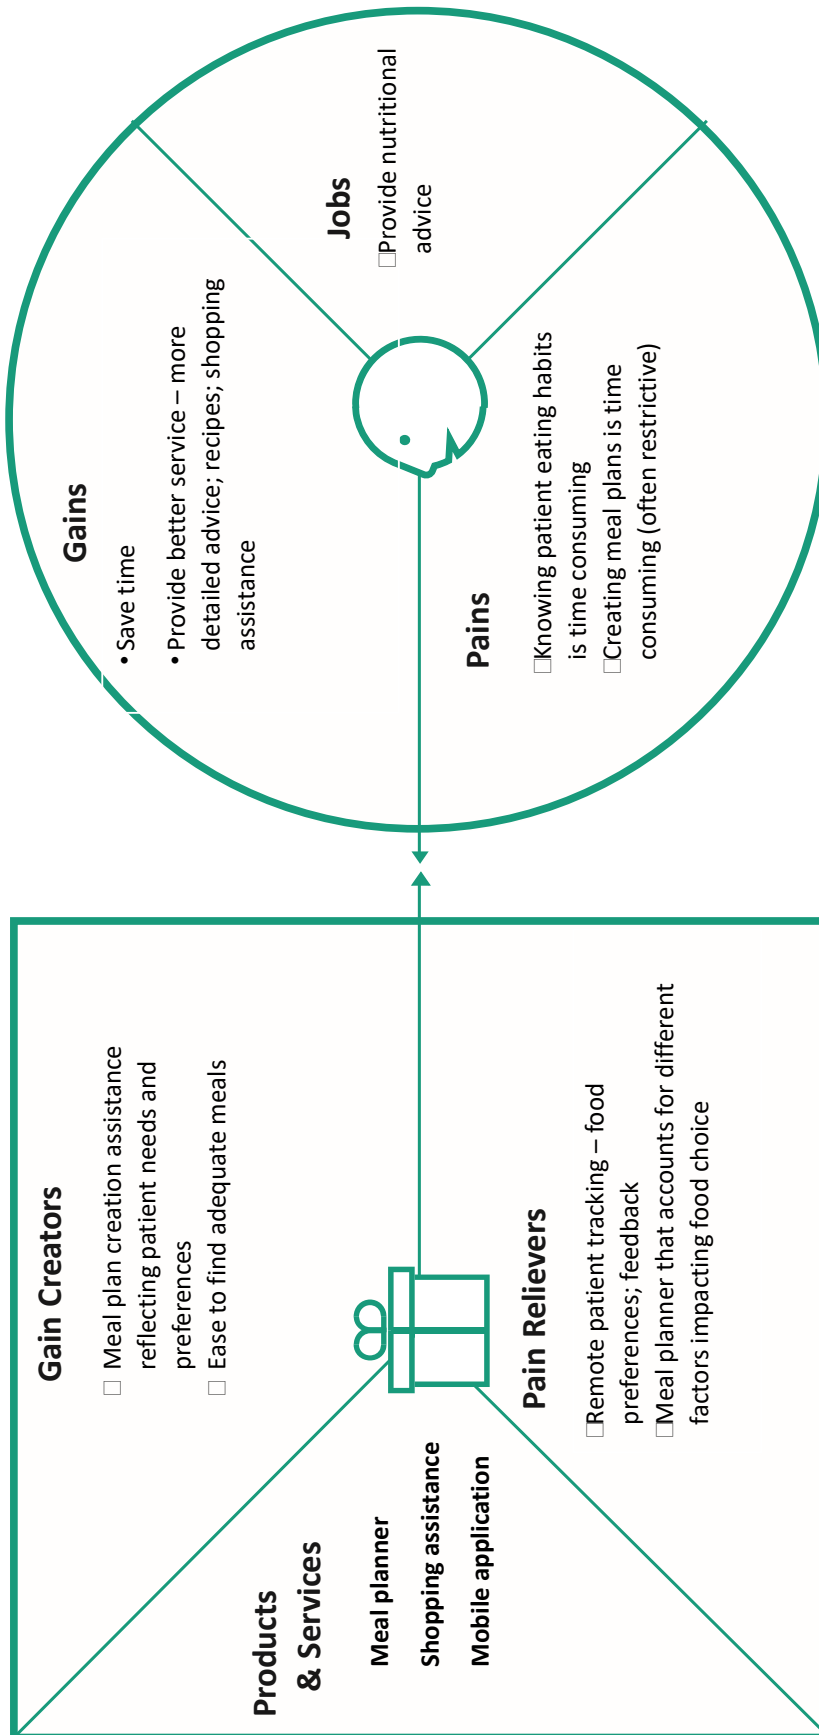 Products
& Services
Meal planner
Shopping assistance
Mobile application
Gain Creators
□ Meal plan creation assistance
reflecting patient needs and
preferences
□ Ease to find adequate meals
Pain Relievers
□Remote patient tracking – food
preferences; feedback
□Meal planner that accounts for different
factors impacting food choice
Gains
• Save time
• Provide better service – more
detailed advice; recipes; shopping
assistance
Pains
□Knowing patient eating habits
is time consuming
□Creating meal plans is time
consuming (often restrictive)
Jobs
□Provide nutritional
advice